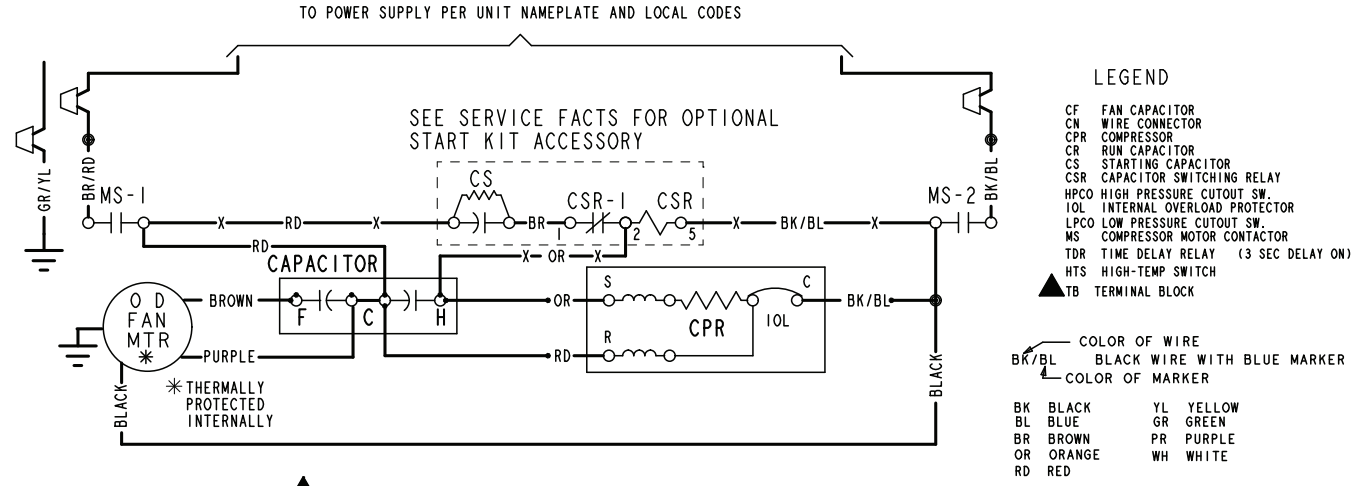 TO POWER SUPPLY PER UNIT NAMEPLATE AND LOCAL CODES
SEE SERVICE FACTS FOR OPTIONAL
START KIT ACCESSORY
GR/YL
BR/RD
MS-1
RD
CS
BR
1
CSR-1
2
CSR
5
BK/BL
MS-2
BK/BL
X
X
X
X
RD
X
OR
X
CAPACITOR
F
C
H
O D
FAN
MTR
*
BROWN
PURPLE
BLACK
* THERMALLY
PROTECTED
INTERNALLY
OR
RD
S
R
CPR
IOL
C
BK/BL
BLACK
LEGEND
CF FAN CAPACITOR
CN WIRE CONNECTOR
CPR COMPRESSOR
CR RUN CAPACITOR
CS STARTING CAPACITOR
CSR CAPACITOR SWITCHING RELAY
HPCO HIGH PRESSURE CUTOUT SW.
IOL INTERNAL OVERLOAD PROTECTOR
LPCO LOW PRESSURE CUTOUT SW.
MS COMPRESSOR MOTOR CONTACTOR
TDR TIME DELAY RELAY (3 SEC DELAY ON)
HTS HIGH-TEMP SWITCH
TB TERMINAL BLOCK
COLOR OF WIRE
BK/BL BLACK WIRE WITH BLUE MARKER
COLOR OF MARKER
BK BLACK YL YELLOW
BL BLUE GR GREEN
BR BROWN PR PURPLE
OR ORANGE WH WHITE
RD RED